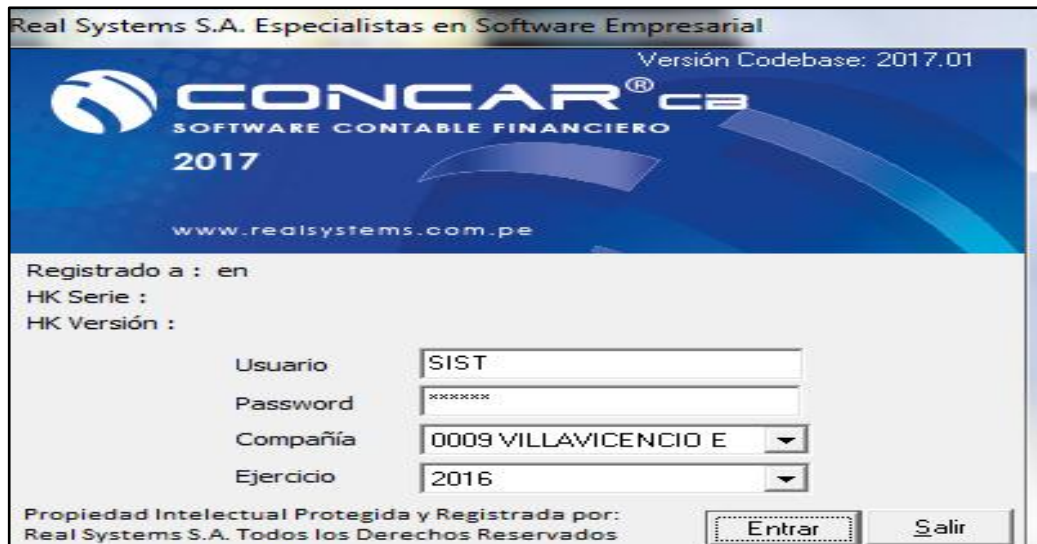 Real Systems S.A. Especialistas en Software Empresarial
Versión Codebase: 2017.01
CONCAR® CB
SOFTWARE CONTABLE FINANCIERO
2017
www.realsystems.com.pe
Registrado a : en
HK Serie :
HK Versión :
Usuario SIST
Password ******
Compañía 0009 VILLAVICENCIO E
Ejercicio 2016
Propiedad Intelectual Protegida y Registrada por:
Real Systems S.A. Todos los Derechos Reservados
Entrar Salir